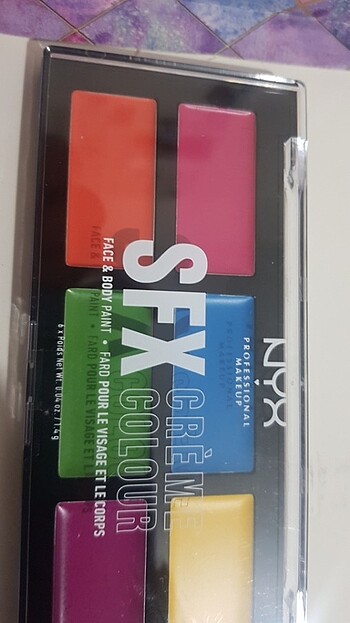 NYX
PROFESSIONAL
MAKEUP
SFX CRÈME
COLOUR
FACE & BODY PAINT • FARD POUR LE VISAGE ET LE CORPS